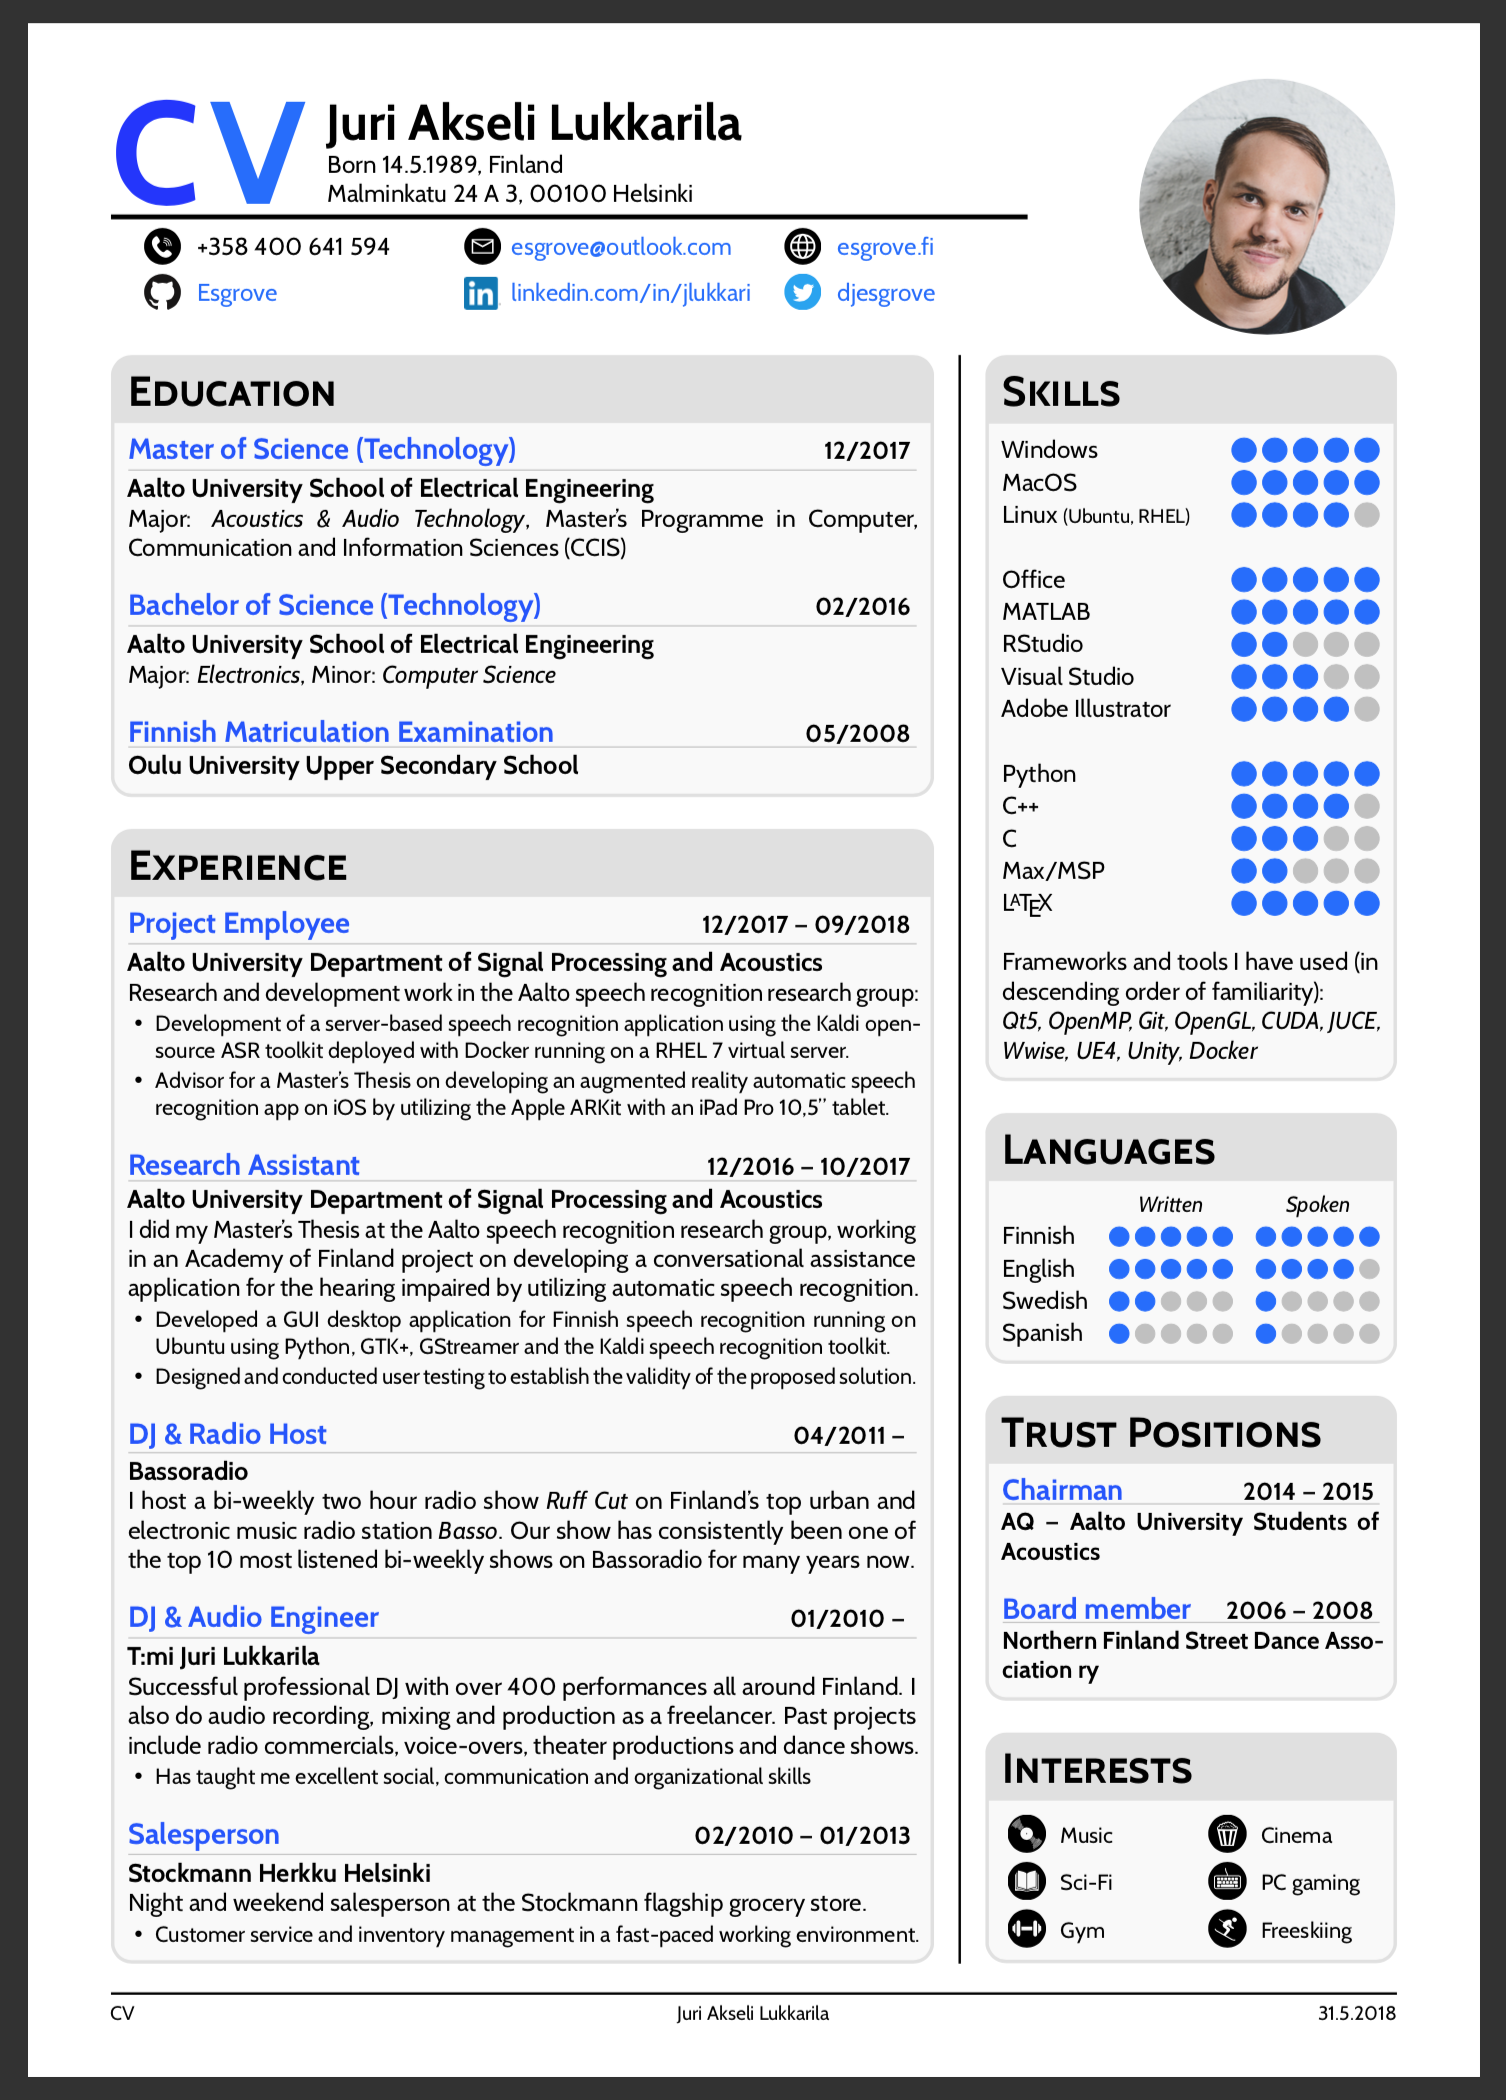 CV
Juri Akseli Lukkarila
Born 14.5.1989, Finland
Malminkatu 24 A 3, 00100 Helsinki
+358 400 641 594
esgrove@outlook.com
esgrove.fi
Esgrove
in
linkedin.com/in/jlukkari
djesgrove
EDUCATION
Master of Science (Technology) 12/2017
Aalto University School of Electrical Engineering
Major: Acoustics & Audio Technology, Master's Programme in Computer,
Communication and Information Sciences (CCIS)
Bachelor of Science (Technology) 02/2016
Aalto University School of Electrical Engineering
Major: Electronics, Minor: Computer Science
Finnish Matriculation Examination 05/2008
Oulu University Upper Secondary School
EXPERIENCE
Project Employee 12/2017 – 09/2018
Aalto University Department of Signal Processing and Acoustics
Research and development work in the Aalto speech recognition research group:
• Development of a server-based speech recognition application using the Kaldi open-
source ASR toolkit deployed with Docker running on a RHEL 7 virtual server.
• Advisor for a Master's Thesis on developing an augmented reality automatic speech
recognition app on iOS by utilizing the Apple ARKit with an iPad Pro 10,5” tablet.
Research Assistant 12/2016 – 10/2017
Aalto University Department of Signal Processing and Acoustics
I did my Master's Thesis at the Aalto speech recognition research group, working
in an Academy of Finland project on developing a conversational assistance
application for the hearing impaired by utilizing automatic speech recognition.
• Developed a GUI desktop application for Finnish speech recognition running on
Ubuntu using Python, GTK+, GStreamer and the Kaldi speech recognition toolkit.
• Designed and conducted user testing to establish the validity of the proposed solution.
DJ & Radio Host 04/2011 –
Bassoradio
I host a bi-weekly two hour radio show Ruff Cut on Finland's top urban and
electronic music radio station Basso. Our show has consistently been one of
the top 10 most listened bi-weekly shows on Bassoradio for many years now.
DJ & Audio Engineer 01/2010 –
T:mi Juri Lukkarila
Successful professional DJ with over 400 performances all around Finland. I
also do audio recording, mixing and production as a freelancer. Past projects
include radio commercials, voice-overs, theater productions and dance shows.
• Has taught me excellent social, communication and organizational skills
Salesperson 02/2010 – 01/2013
Stockmann Herkku Helsinki
Night and weekend salesperson at the Stockmann flagship grocery store.
• Customer service and inventory management in a fast-paced working environment.
SKILLS
Windows
MacOS
Linux (Ubuntu, RHEL)
Office
MATLAB
RStudio
Visual Studio
Adobe Illustrator
Python
C++
C
Max/MSP
LATEX
Frameworks and tools I have used (in
descending order of familiarity):
Qt5, OpenMP, Git, OpenGL, CUDA, JUCE,
Wwise, UE4, Unity, Docker
LANGUAGES
Written Spoken
Finnish
English
Swedish
Spanish
TRUST POSITIONS
Chairman 2014 – 2015
AQ – Aalto University Students of
Acoustics
Board member 2006 – 2008
Northern Finland Street Dance Asso-
ciation ry
INTERESTS
Music Cinema
Sci-Fi PC gaming
Gym Freeskiing
CV Juri Akseli Lukkarila 31.5.2018